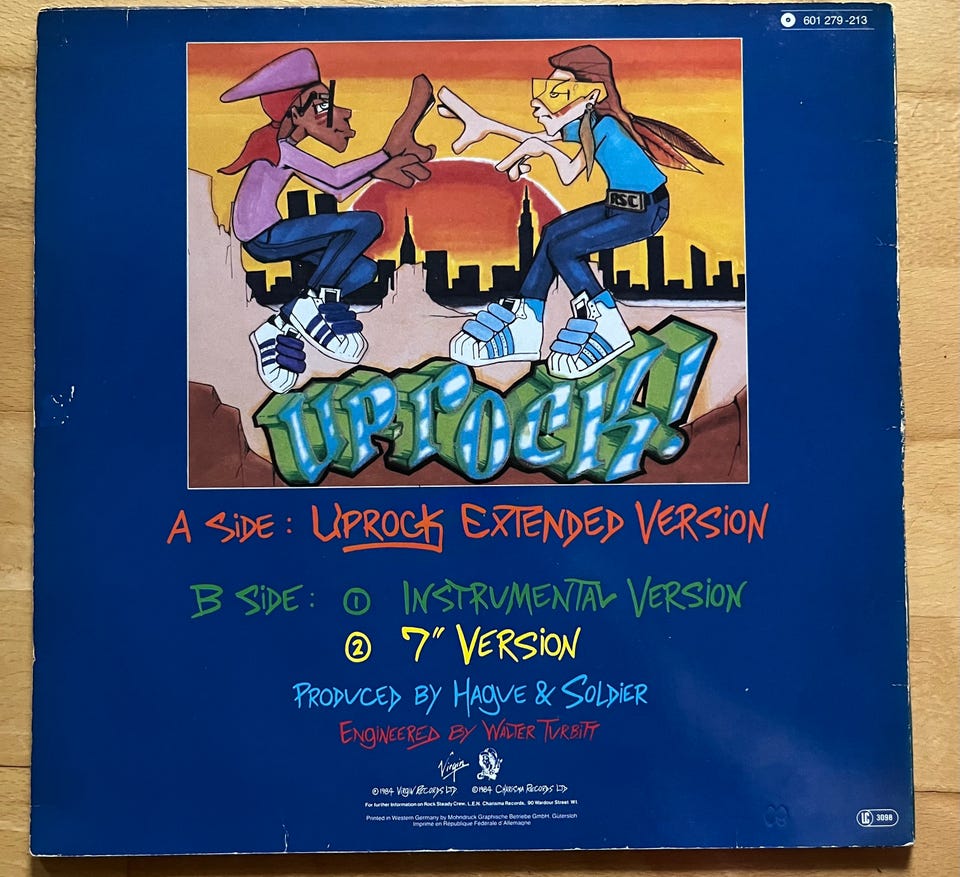 601 279-213
RSC
UPROCK!
A SIDE: UPROCK EXTENDED VERSION
B SIDE: ① INSTRUMENTAL VERSION
② 7" VERSION
PRODUCED BY HAGUE & SOLDIER
ENGINEERED BY WALTER TURBITT
Virgin
©1984 VIRGIN RECORDS LTD. ©1984 CHARISMA RECORDS LTD
For further information on Rock Steady Crew. L.E.N. Charisma Records, 90 Wardour Street W1.
Printed in Western Germany by Mohndruck Graphische Betriebe GmbH, Gütersloh
Imprimé en République Fédérale d'Allemagne
LC 3098